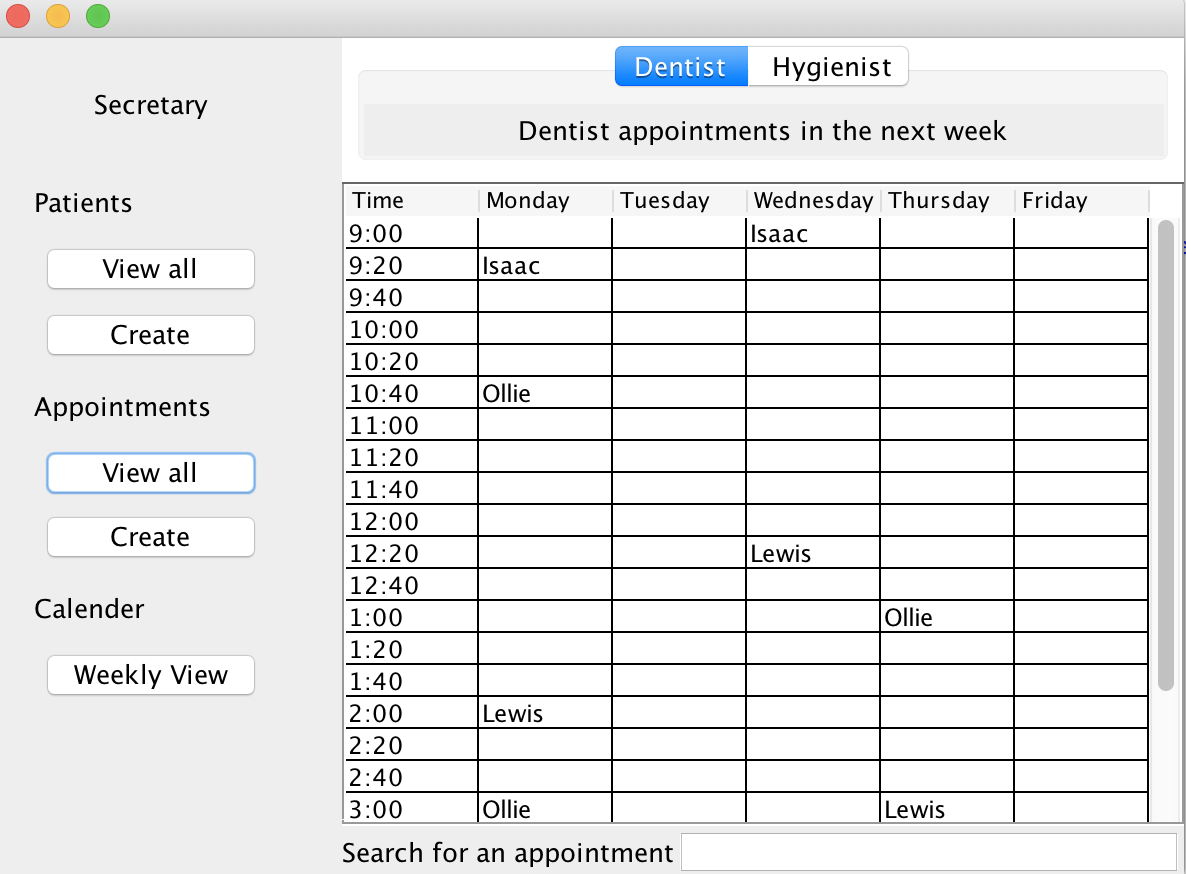 Secretary
Patients
View all
Create
Appointments
View all
Create
Calender
Weekly View
Dentist Hygienist
Dentist appointments in the next week
Time Monday Tuesday Wednesday Thursday Friday
9:00 Isaac
9:20 Isaac
9:40
10:00
10:20
10:40 Ollie
11:00
11:20
11:40
12:00
12:20 Lewis
12:40
1:00 Ollie
1:20
1:40
2:00 Lewis
2:20
2:40
3:00 Ollie Lewis
Search for an appointment